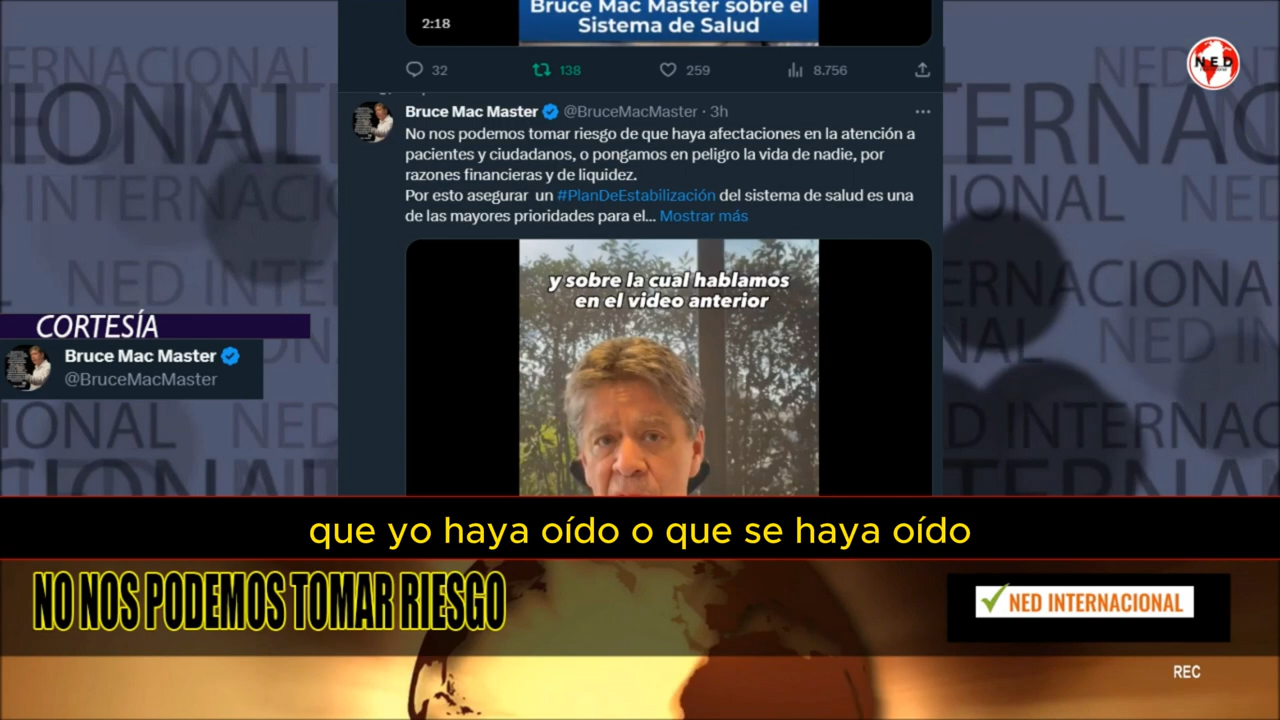 Bruce Mac Master sobre el
Sistema de Salud
2:18
32 138 259 8.756
NED
Bruce Mac Master @BruceMacMaster · 3h
No nos podemos tomar riesgo de que haya afectaciones en la atención a
pacientes y ciudadanos, o pongamos en peligro la vida de nadie, por
razones financieras y de liquidez.
Por esto asegurar un #PlanDeEstabilización del sistema de salud es una
de las mayores prioridades para el... Mostrar más
y sobre la cual hablamos
en el video anterior
CORTESÍA
Bruce Mac Master
@BruceMacMaster
que yo haya oído o que se haya oído
NO NOS PODEMOS TOMAR RIESGO
NED INTERNACIONAL
REC